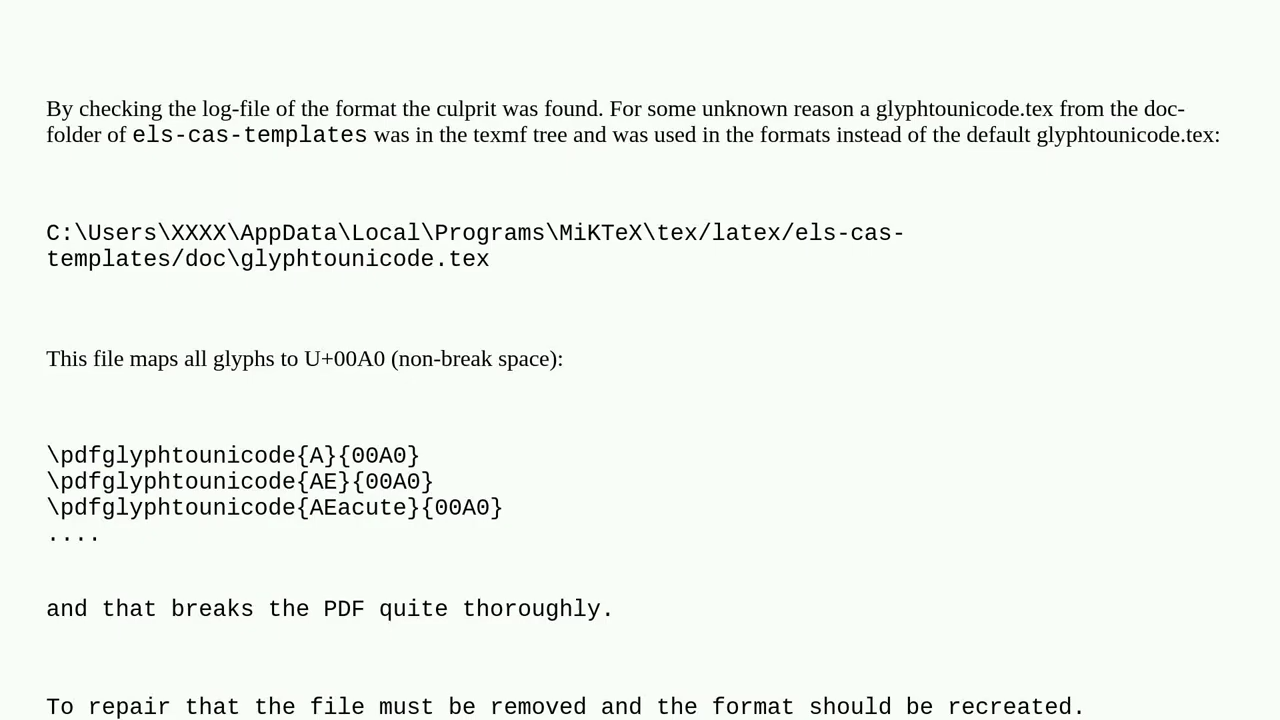 By checking the log-file of the format the culprit was found. For some unknown reason a glyphtounicode.tex from the doc-
folder of els-cas-templates was in the texmf tree and was used in the formats instead of the default glyphtounicode.tex:
C:\Users\XXXX\AppData\Local\Programs\MiKTeX\tex/latex/els-cas-
templates/doc\glyphtounicode.tex
This file maps all glyphs to U+00A0 (non-break space):
\pdfglyphtounicode{A}{00A0}
\pdfglyphtounicode{AE}{00A0}
\pdfglyphtounicode{AEacute}{00A0}
....
and that breaks the PDF quite thoroughly.
To repair that the file must be removed and the format should be recreated.